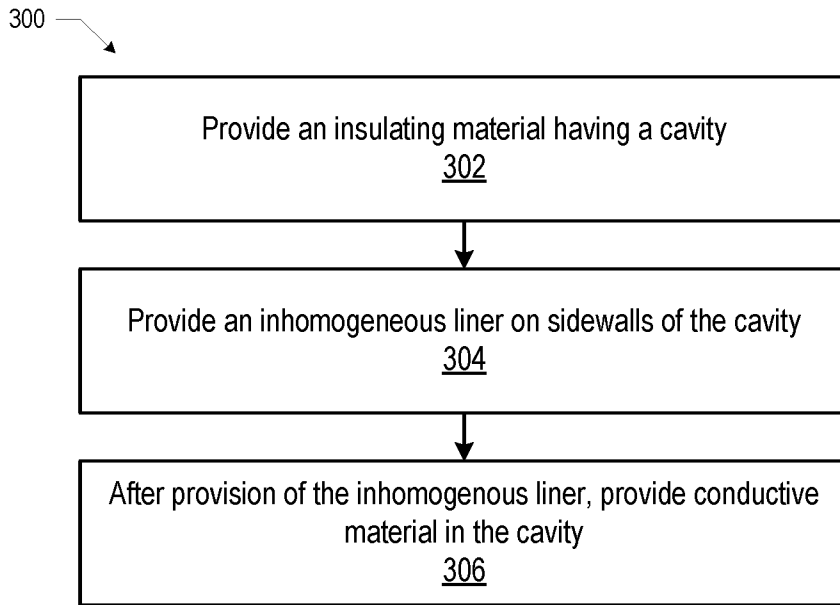 300
Provide an insulating material having a cavity
302
Provide an inhomogeneous liner on sidewalls of the cavity
304
After provision of the inhomogenous liner, provide conductive
material in the cavity
306